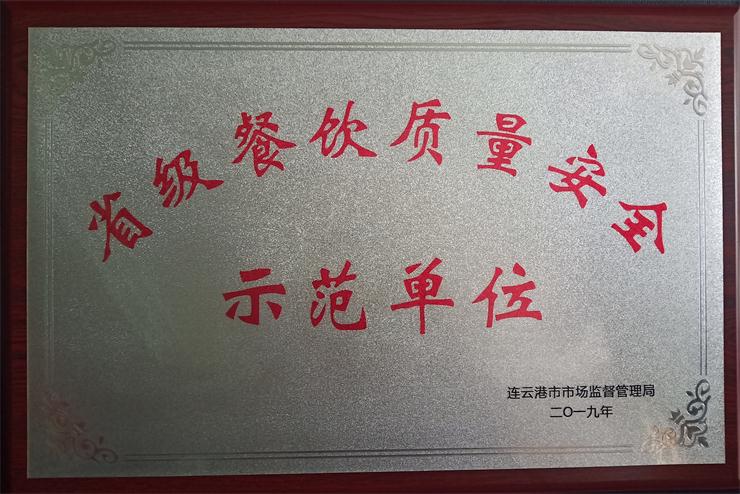 省级餐饮质量安全
示范单位
连云港市市场监督管理局
二〇一九年